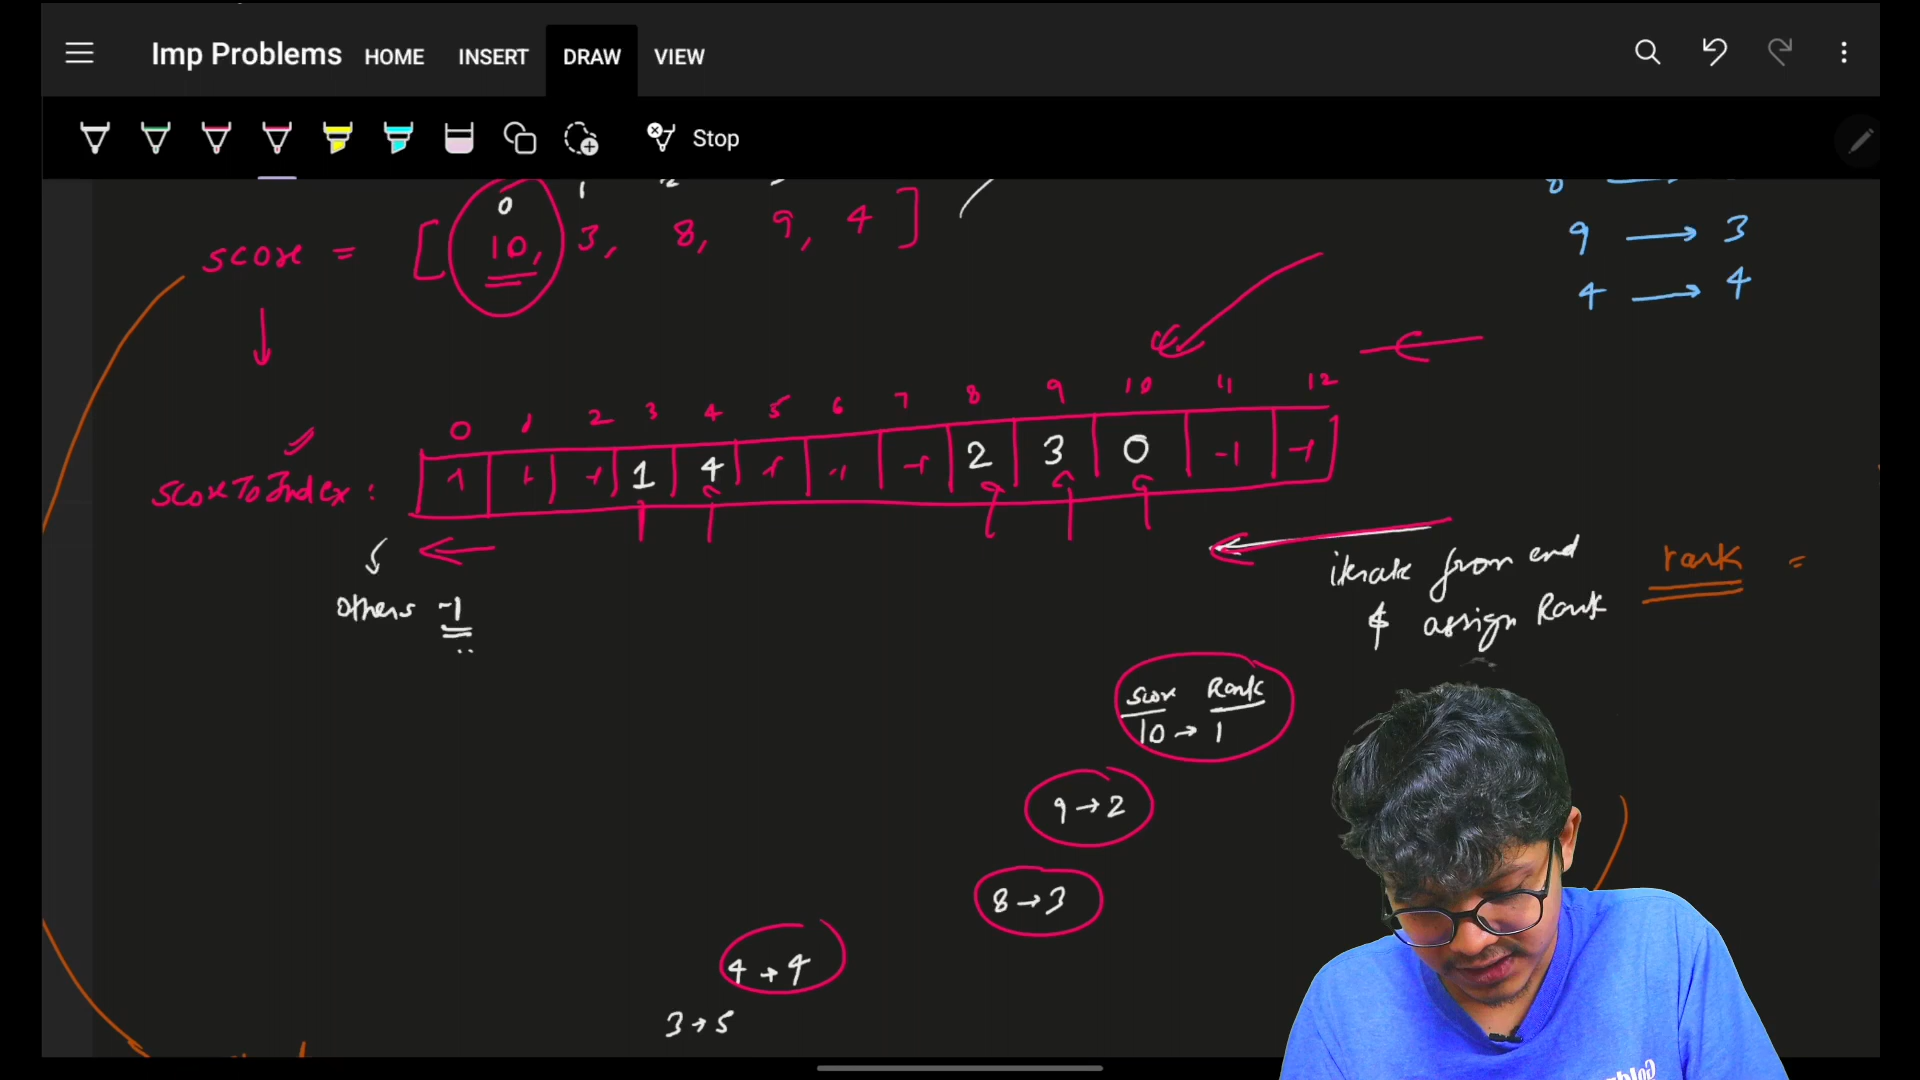 Imp Problems HOME INSERT DRAW VIEW
Stop
0 1 2
score = [ 10, 3, 8, 9, 4 ]
8
9 → 3
4 → 4
0 1 2 3 4 5 6 7 8 9 10 11 12
ScoreToIndex : -1 -1 -1 1 4 -1 -1 -1 2 3 0 -1 -1
others -1
iterate from end
& assign Rank
rank =
Score Rank
10 → 1
9 → 2
8 → 3
4 → 4
3 → 5